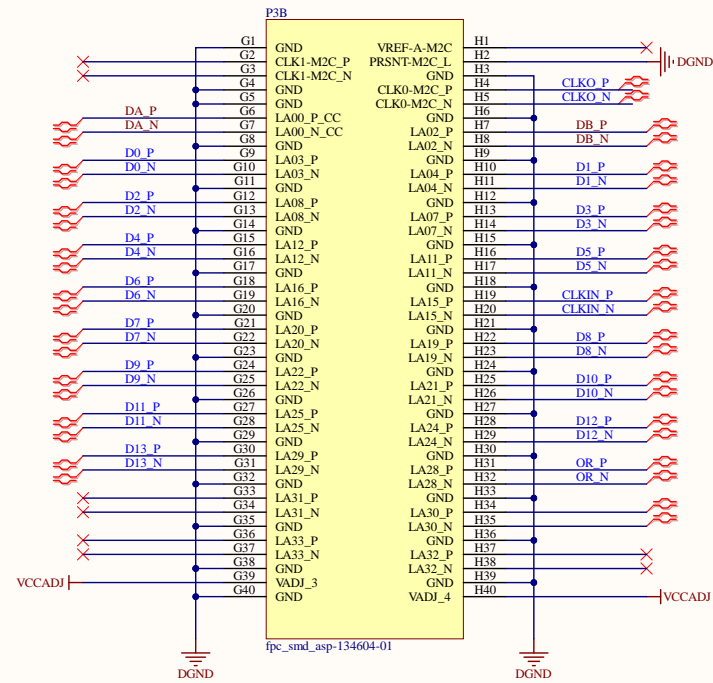 P3B
G1 GND VREF-A-M2C H1
G2 CLK1-M2C_P PRSNT-M2C_L H2 DGND
G3 CLK1-M2C_N GND H3
G4 GND CLK0-M2C_P H4 CLKO_P
G5 GND CLK0-M2C_N H5 CLKO_N
DA_P G6 LA00_P_CC GND H6
DA_N G7 LA00_N_CC LA02_P H7 DB_P
G8 GND LA02_N H8 DB_N
D0_P G9 LA03_P GND H9
D0_N G10 LA03_N LA04_P H10 D1_P
G11 GND LA04_N H11 D1_N
D2_P G12 LA08_P GND H12
D2_N G13 LA08_N LA07_P H13 D3_P
G14 GND LA07_N H14 D3_N
D4_P G15 LA12_P GND H15
D4_N G16 LA12_N LA11_P H16 D5_P
G17 GND LA11_N H17 D5_N
D6_P G18 LA16_P GND H18
D6_N G19 LA16_N LA15_P H19 CLKIN_P
G20 GND LA15_N H20 CLKIN_N
D7_P G21 LA20_P GND H21
D7_N G22 LA20_N LA19_P H22 D8_P
G23 GND LA19_N H23 D8_N
D9_P G24 LA22_P GND H24
D9_N G25 LA22_N LA21_P H25 D10_P
G26 GND LA21_N H26 D10_N
D11_P G27 LA25_P GND H27
D11_N G28 LA25_N LA24_P H28 D12_P
G29 GND LA24_N H29 D12_N
D13_P G30 LA29_P GND H30
D13_N G31 LA29_N LA28_P H31 OR_P
G32 GND LA28_N H32 OR_N
G33 LA31_P GND H33
G34 LA31_N LA30_P H34
G35 GND LA30_N H35
G36 LA33_P GND H36
G37 LA33_N LA32_P H37
G38 GND LA32_N H38
VCCADJ G39 VADJ_3 GND H39
G40 GND VADJ_4 H40 VCCADJ
fpc_smd_asp-134604-01
DGND DGND